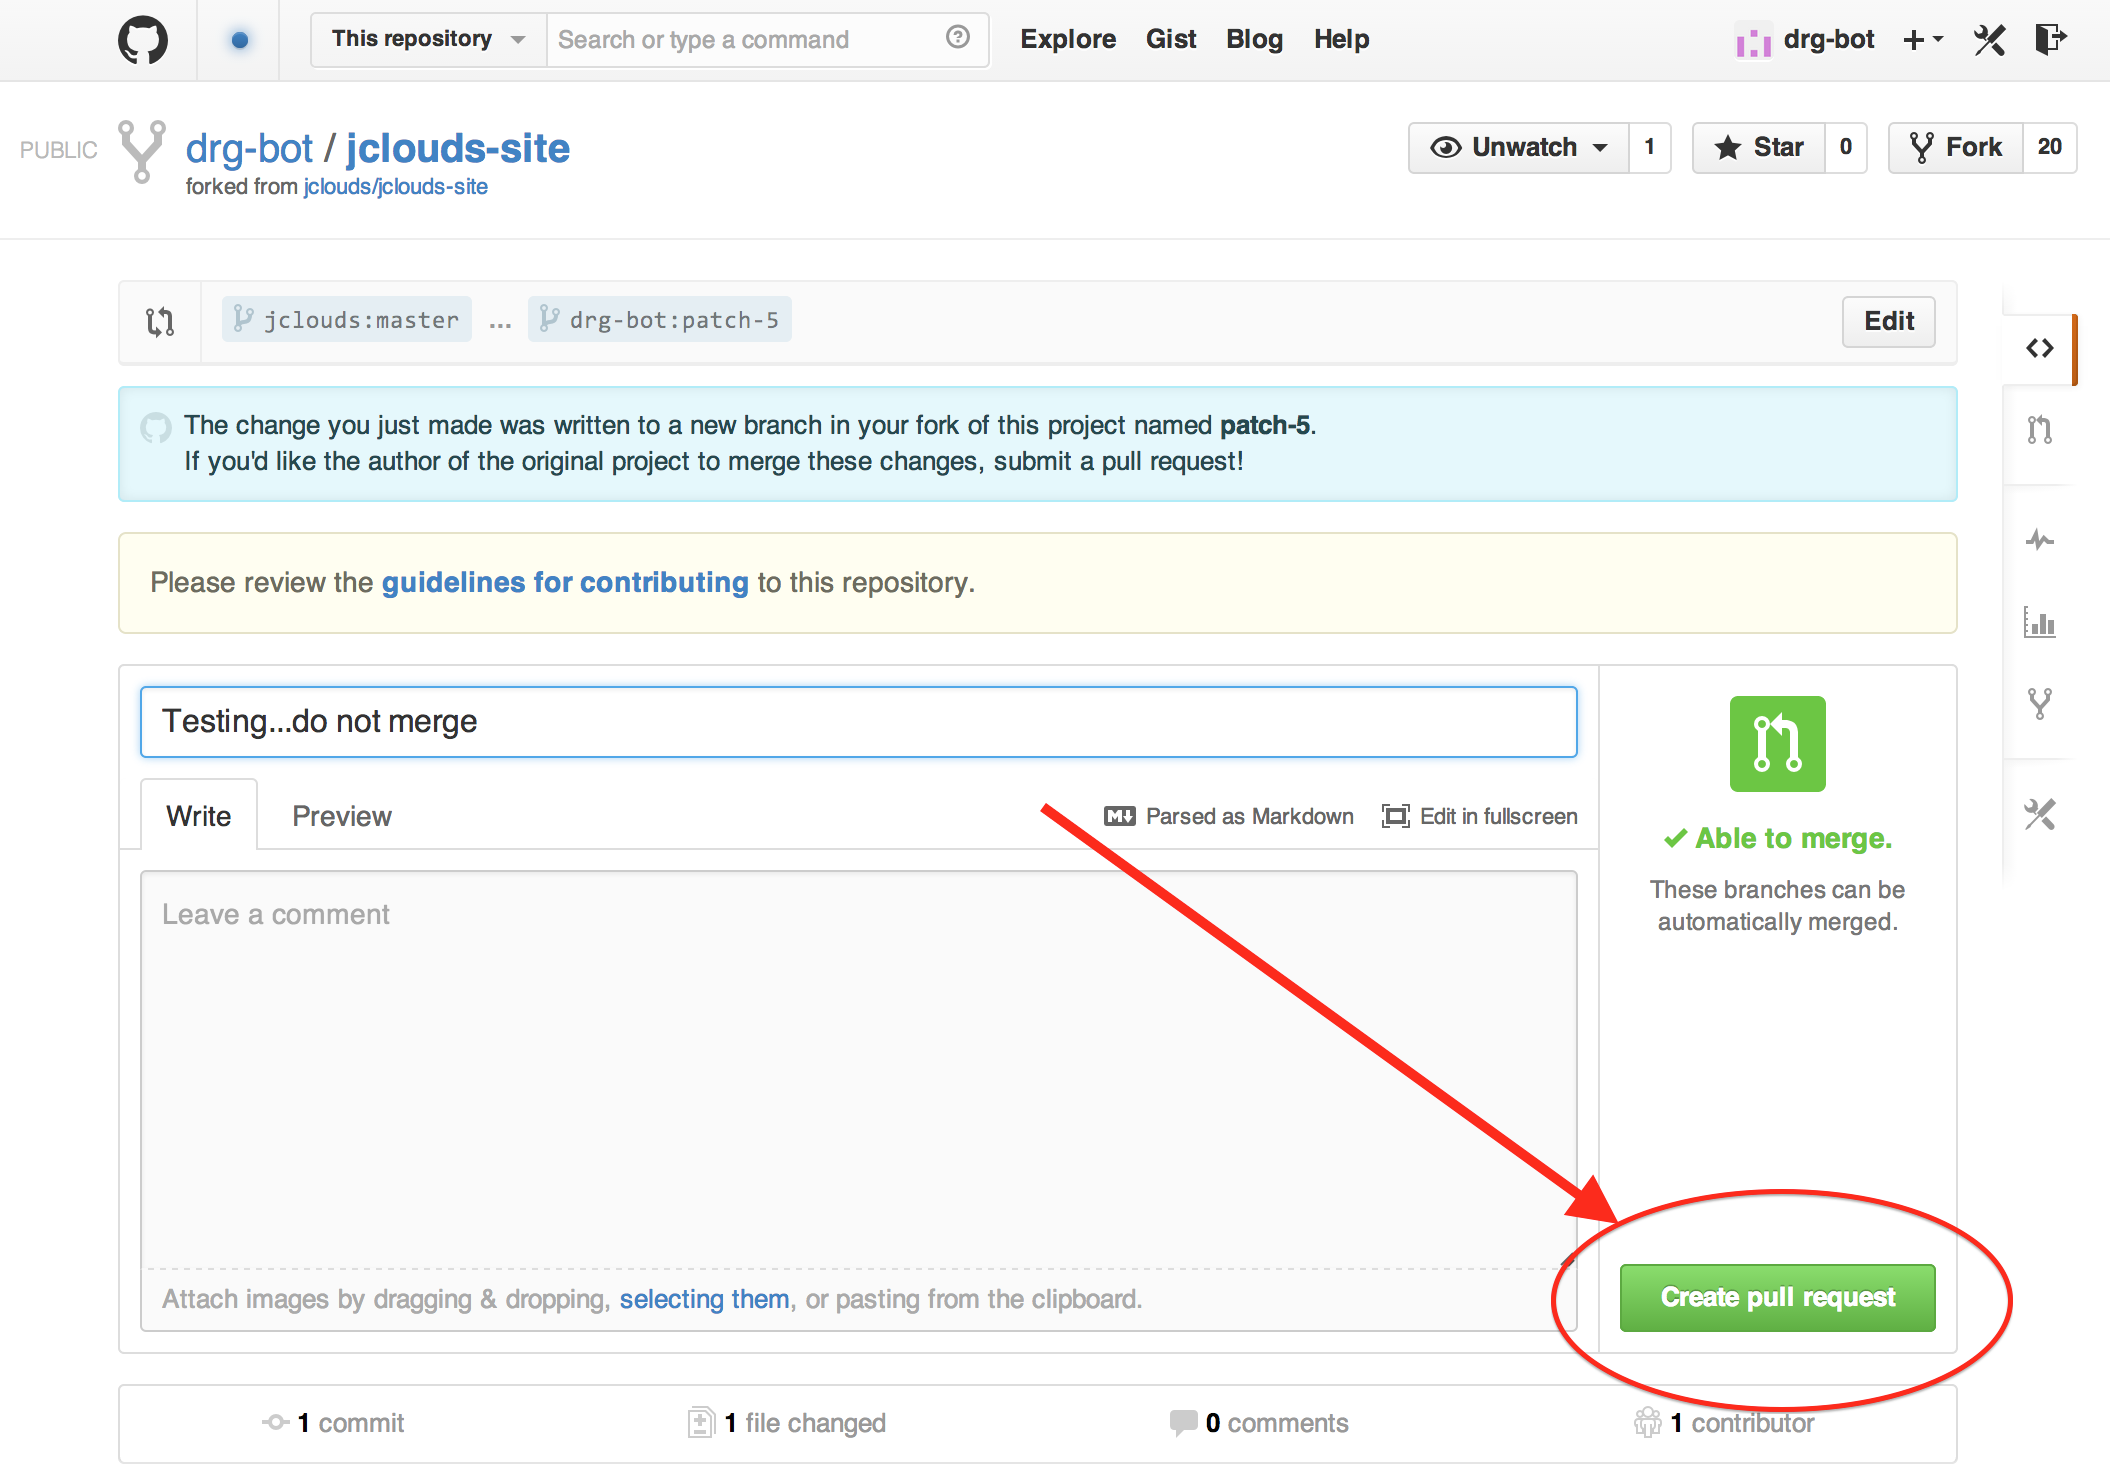 This repository Search or type a command Explore Gist Blog Help drg-bot
PUBLIC drg-bot / jclouds-site Unwatch 1 Star 0 Fork 20
forked from jclouds/jclouds-site
jclouds:master ... drg-bot:patch-5 Edit
The change you just made was written to a new branch in your fork of this project named patch-5.
If you'd like the author of the original project to merge these changes, submit a pull request!
Please review the guidelines for contributing to this repository.
Testing...do not merge
Write Preview Parsed as Markdown Edit in fullscreen
Able to merge.
These branches can be
automatically merged.
Leave a comment
Attach images by dragging & dropping, selecting them, or pasting from the clipboard.
Create pull request
1 commit 1 file changed 0 comments 1 contributor